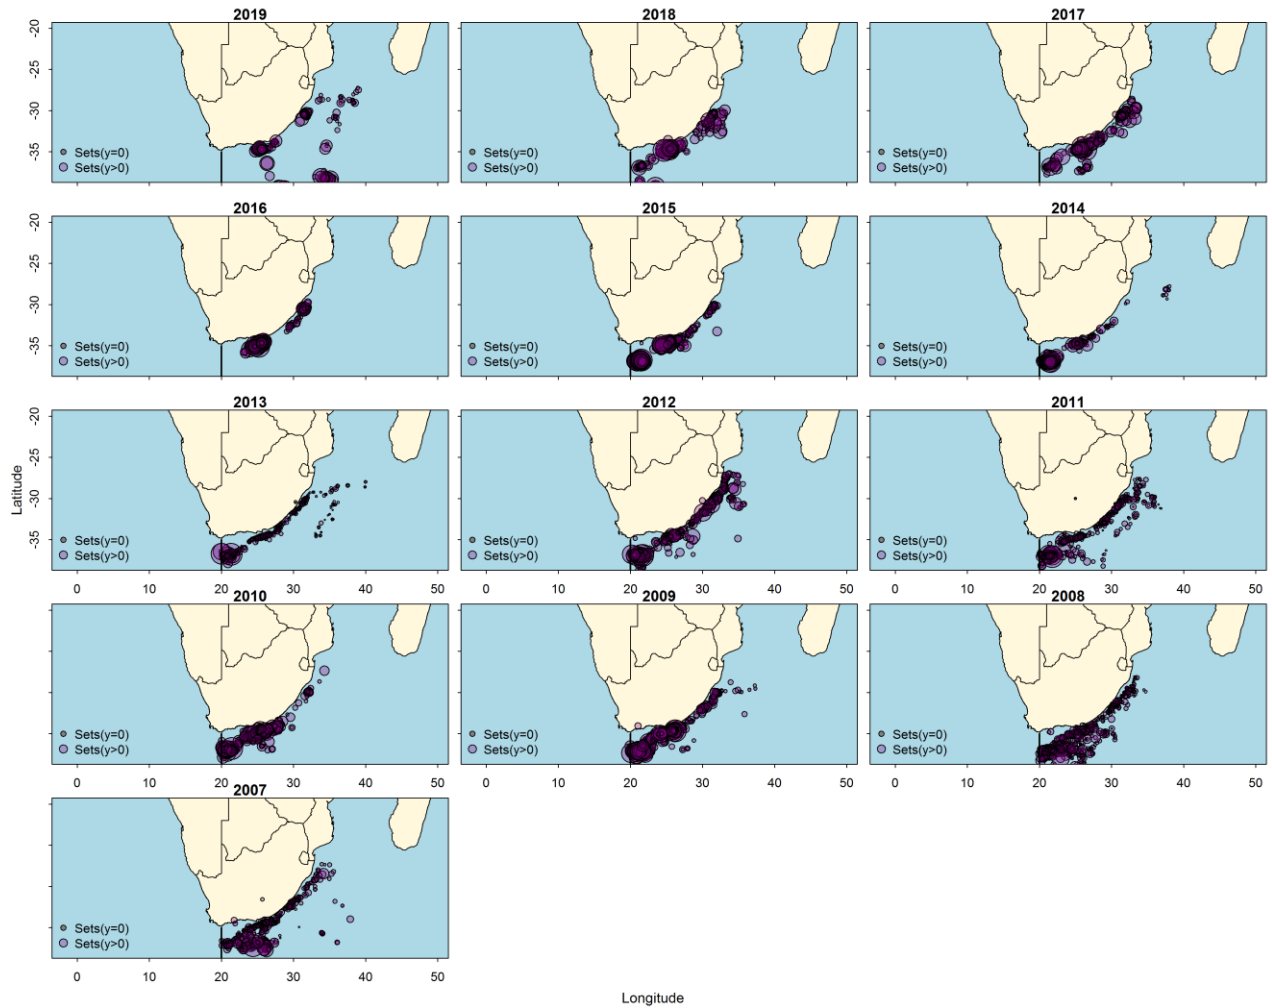 2019
2018
2017
-20
-25
-30
-35
Sets(y=0)
Sets(y>0)
Sets(y=0)
Sets(y>0)
Sets(y=0)
Sets(y>0)
2016
2015
2014
-20
-25
-30
-35
Sets(y=0)
Sets(y>0)
0 10 20 30 40 50
Sets(y=0)
Sets(y>0)
0 10 20 30 40 50
Sets(y=0)
Sets(y>0)
2013
2012
2011
Latitude
-20
-25
-30
-35
Sets(y=0)
Sets(y>0)
0 10 20 30 40 50
Sets(y=0)
Sets(y>0)
Sets(y=0)
Sets(y>0)
2010
2009
2008
Sets(y=0)
Sets(y>0)
Sets(y=0)
Sets(y>0)
0 10 20 30 40 50
Sets(y=0)
Sets(y>0)
0 10 20 30 40 50
2007
Sets(y=0)
Sets(y>0)
0 10 20 30 40 50
Longitude